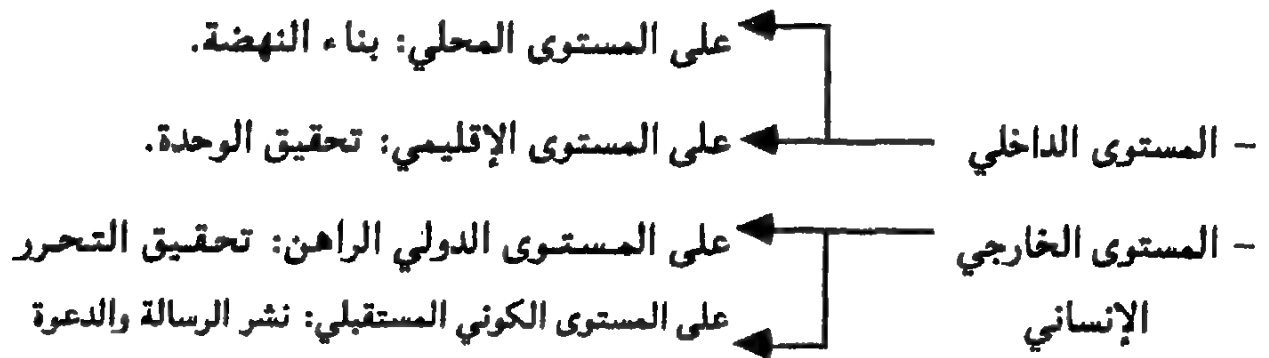 على المستوى المحلي: بناء النهضة.
– المستوى الداخلي على المستوى الإقليمي: تحقيق الوحدة.
– المستوى الخارجي على المستوى الدولي الراهن: تحقيق التحرر
الإنساني على المستوى الكوني المستقبلي: نشر الرسالة والدعوة